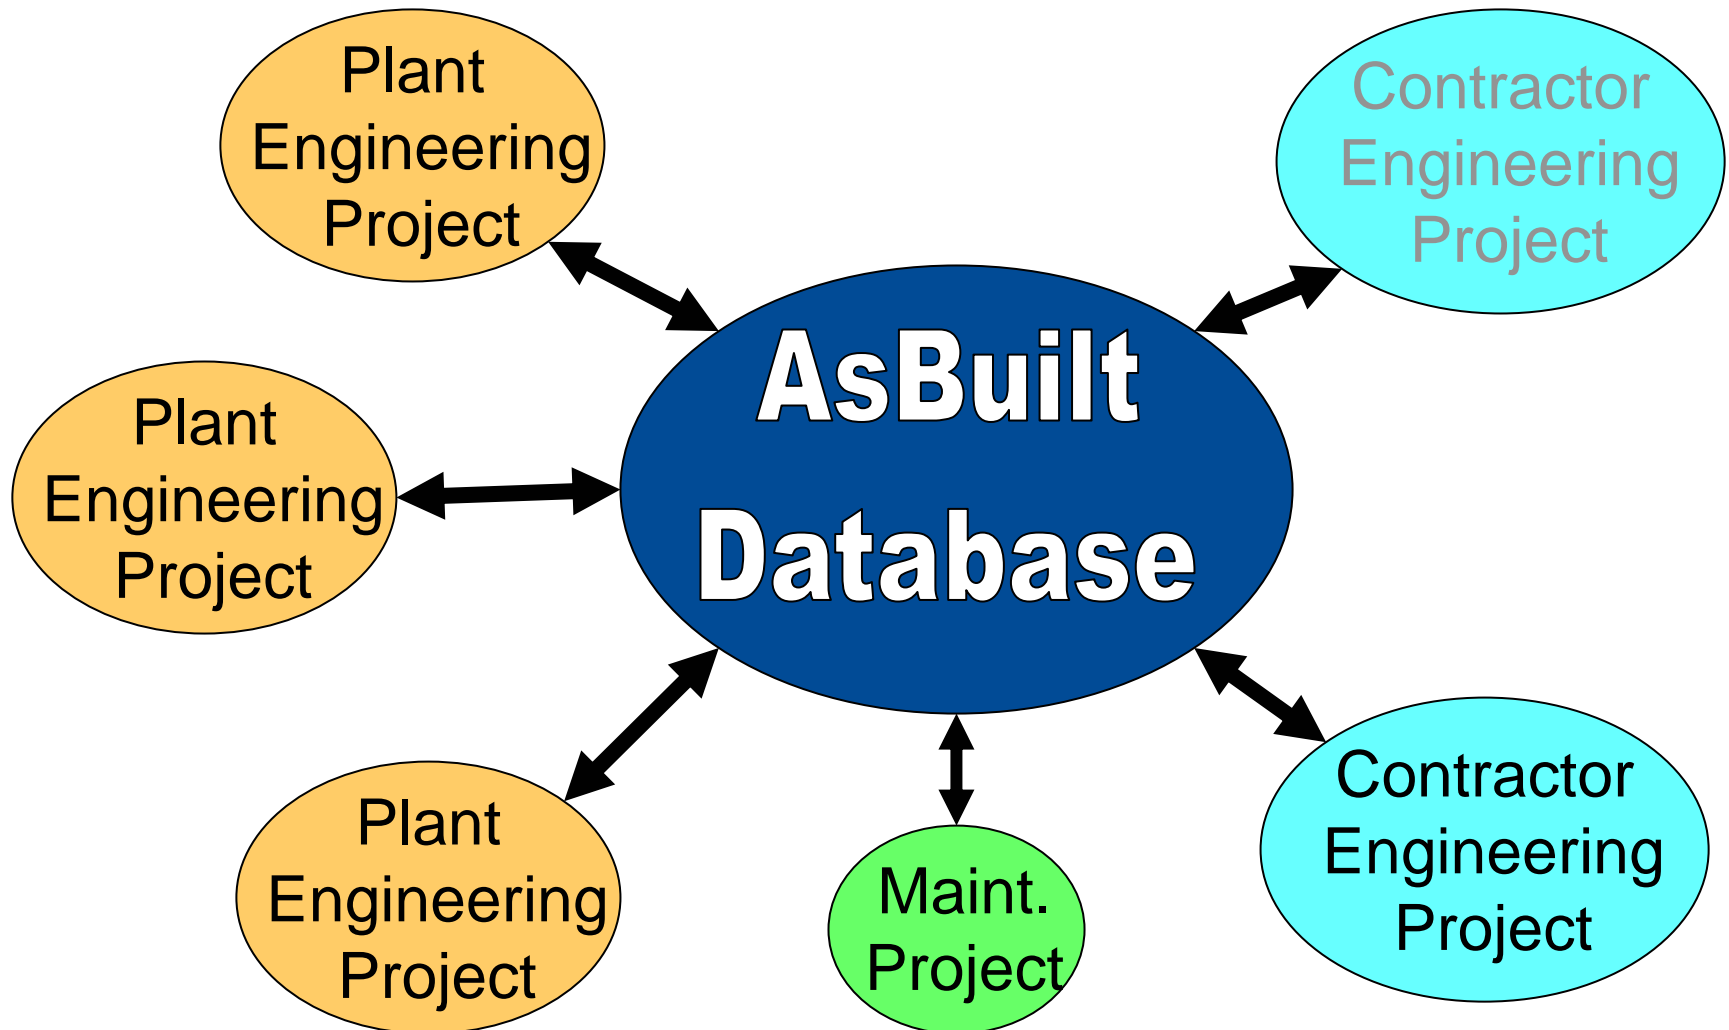 Plant
Engineering
Project
Contractor
Engineering
Project
AsBuilt
Database
Plant
Engineering
Project
Plant
Engineering
Project
Maint.
Project
Contractor
Engineering
Project